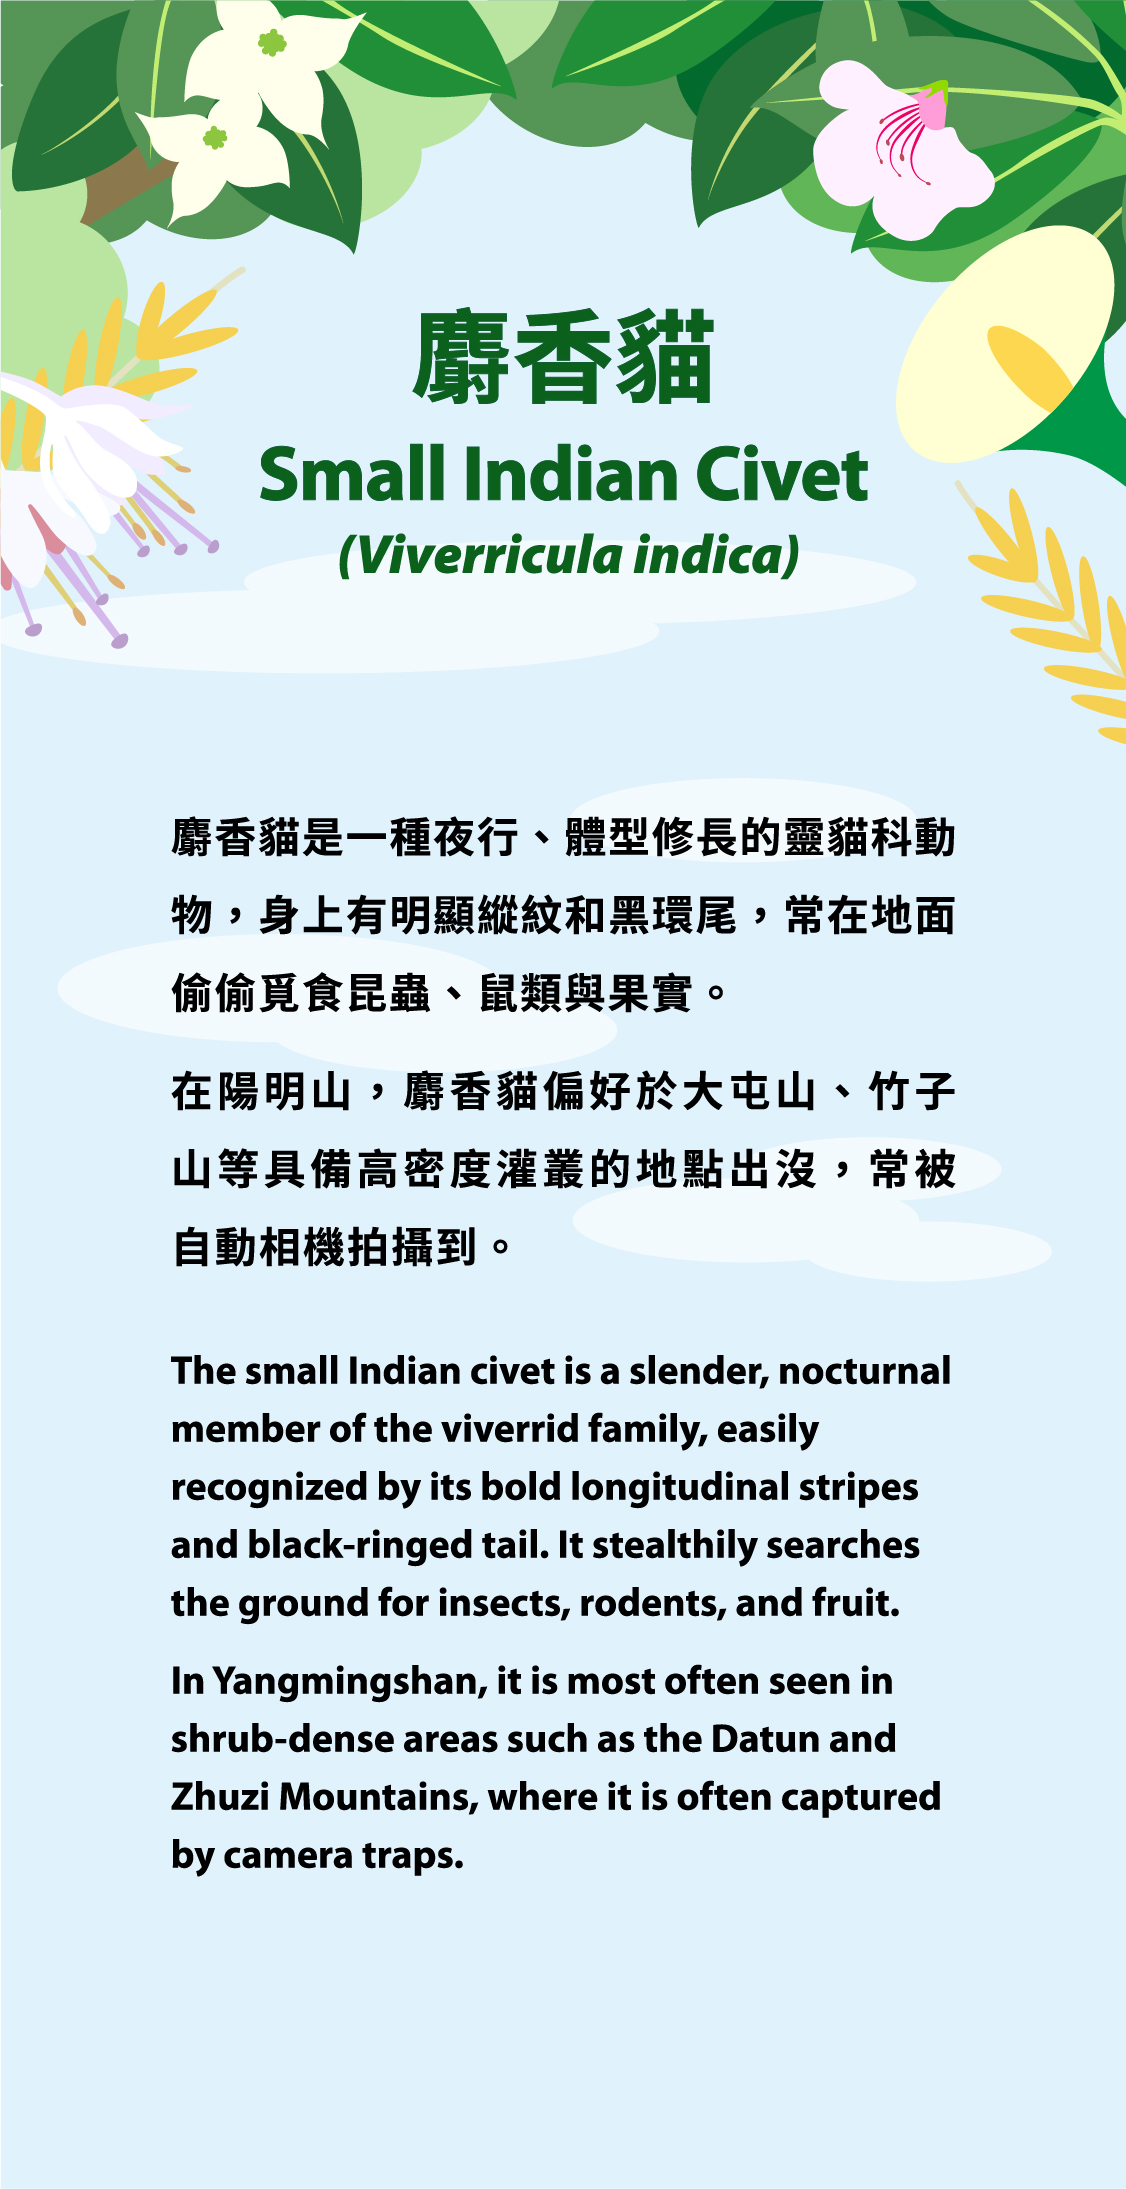 麝香貓
Small Indian Civet
(Viverricula indica)
麝香貓是一種夜行、體型修長的靈貓科動
物，身上有明顯縱紋和黑環尾，常在地面
偷偷覓食昆蟲、鼠類與果實。
在陽明山，麝香貓偏好於大屯山、竹子
山等具備高密度灌叢的地點出沒，常被
自動相機拍攝到。
The small Indian civet is a slender, nocturnal
member of the viverrid family, easily
recognized by its bold longitudinal stripes
and black-ringed tail. It stealthily searches
the ground for insects, rodents, and fruit.
In Yangmingshan, it is most often seen in
shrub-dense areas such as the Datun and
Zhuzi Mountains, where it is often captured
by camera traps.